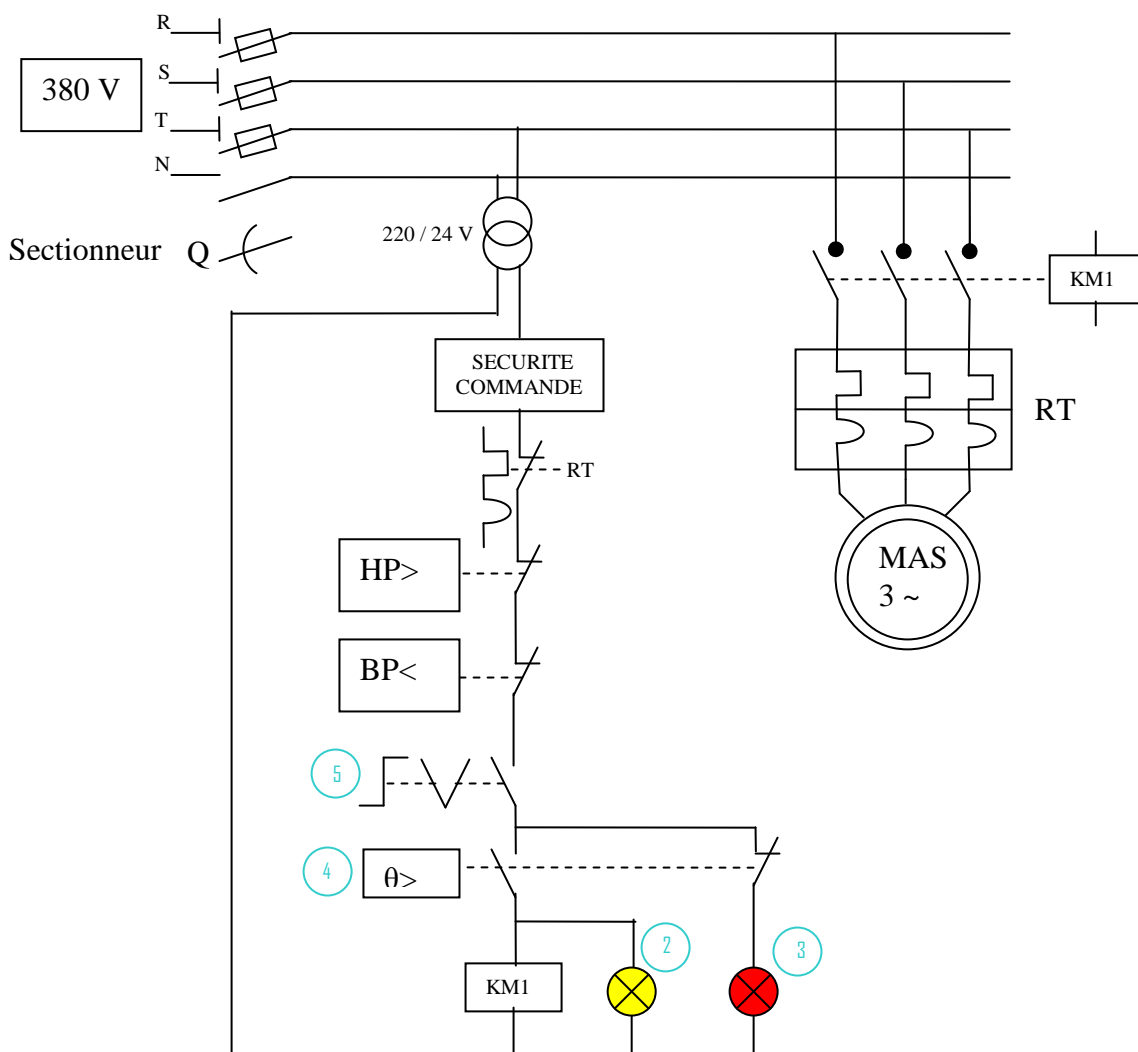 R
380 V
S
T
N
Sectionneur Q
220 / 24 V
KM1
SECURITE
COMMANDE
RT
RT
HP>
MAS
3 ~
BP<
5
4
θ>
2
3
KM1